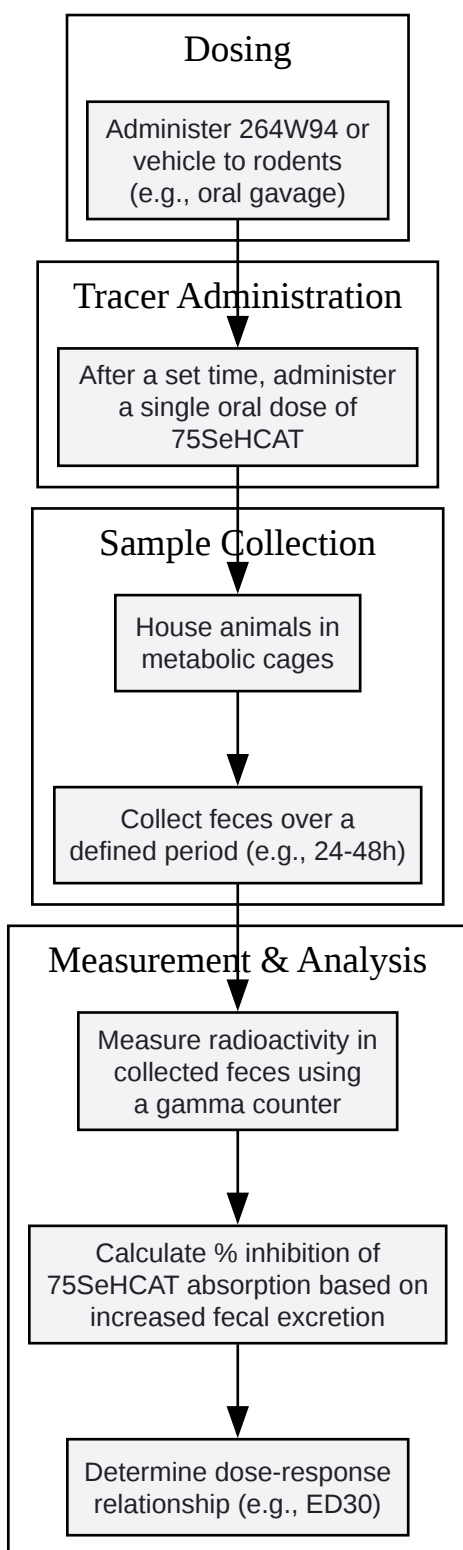 Dosing
Administer 264W94 or
vehicle to rodents
(e.g., oral gavage)
Tracer Administration
After a set time, administer
a single oral dose of
75SeHCAT
Sample Collection
House animals in
metabolic cages
Collect feces over a
defined period (e.g., 24-48h)
Measurement & Analysis
Measure radioactivity in
collected feces using
a gamma counter
Calculate % inhibition of
75SeHCAT absorption based on
increased fecal excretion
Determine dose-response
relationship (e.g., ED30)